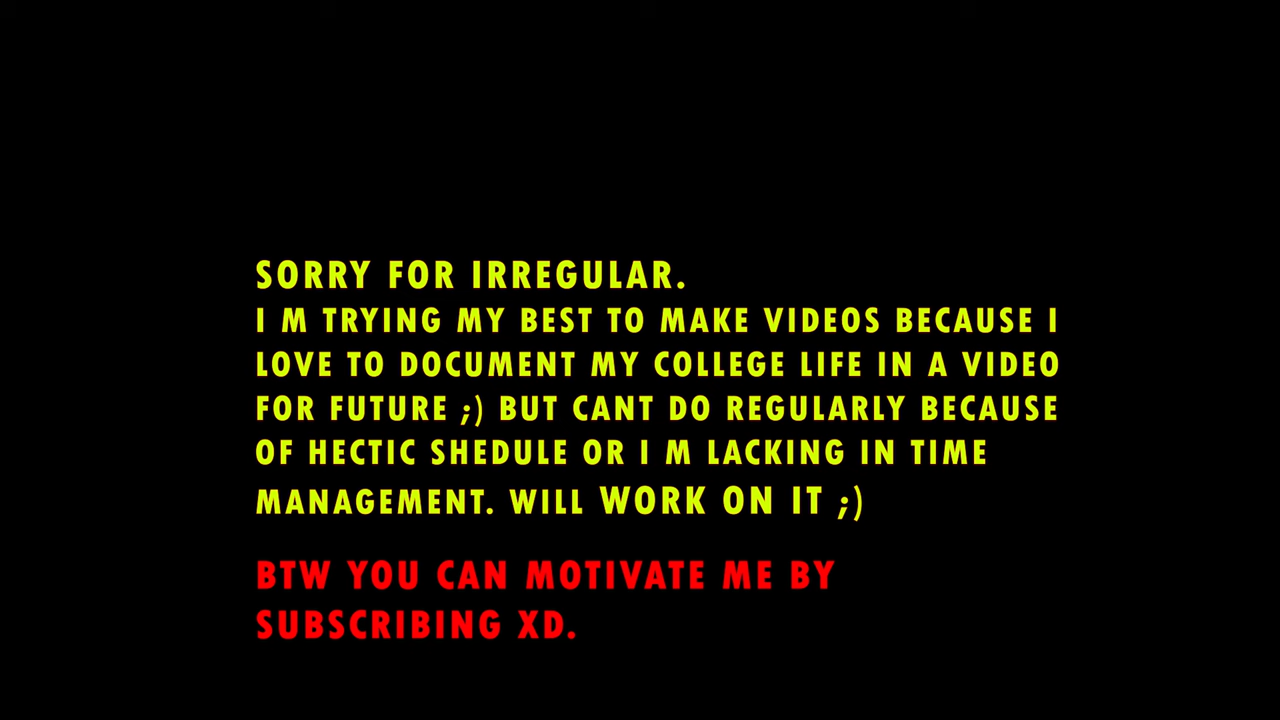 SORRY FOR IRREGULAR.
I M TRYING MY BEST TO MAKE VIDEOS BECAUSE I
LOVE TO DOCUMENT MY COLLEGE LIFE IN A VIDEO
FOR FUTURE ;) BUT CANT DO REGULARLY BECAUSE
OF HECTIC SHEDULE OR I M LACKING IN TIME
MANAGEMENT. WILL WORK ON IT ;)
BTW YOU CAN MOTIVATE ME BY
SUBSCRIBING XD.